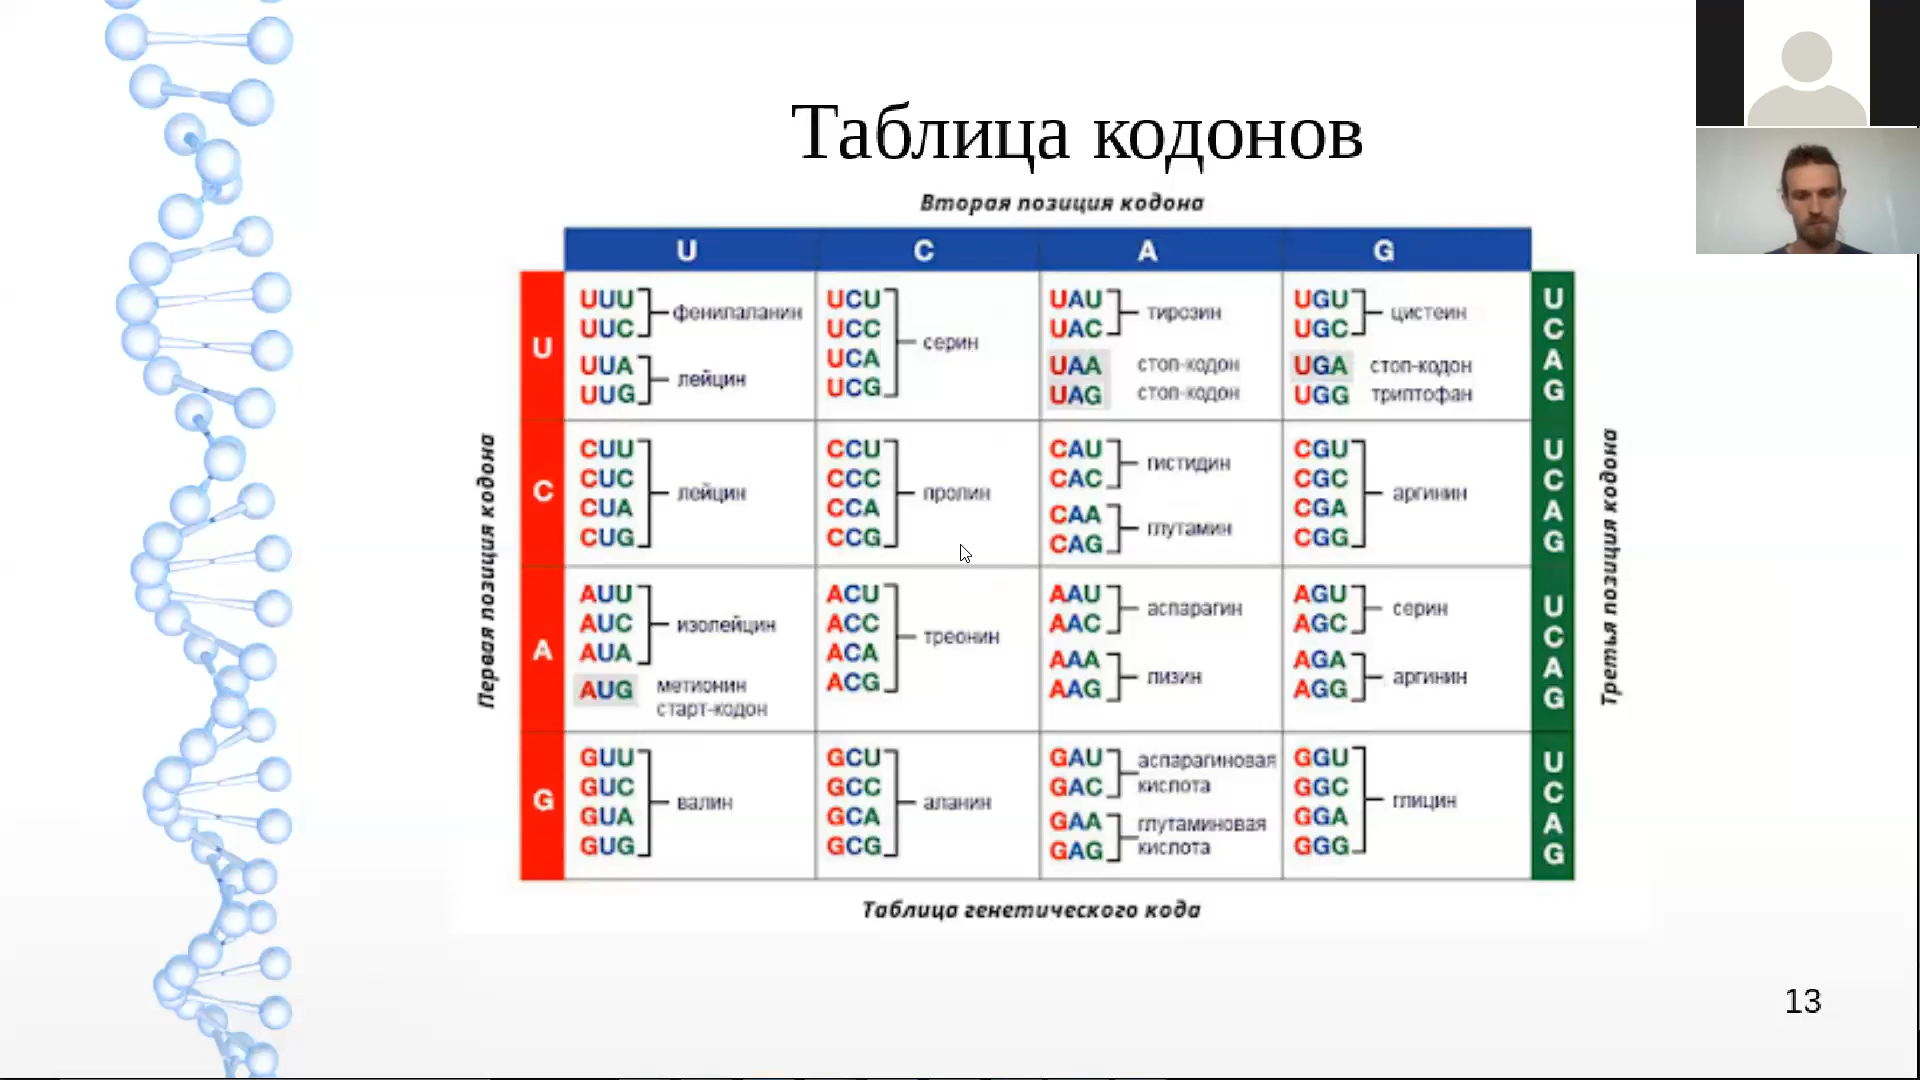 Таблица кодонов
Вторая позиция кодона
U C A G
Первая позиция кодона
U
UUU
UUC
фенилаланин
UUA
UUG
лейцин
UCU
UCC
UCA
UCG
серин
UAU
UAC
тирозин
UAA стоп-кодон
UAG стоп-кодон
UGU
UGC
цистеин
UGA стоп-кодон
UGG триптофан
U
C
A
G
C
CUU
CUC
CUA
CUG
лейцин
CCU
CCC
CCA
CCG
пролин
CAU
CAC
гистидин
CAA
CAG
глутамин
CGU
CGC
CGA
CGG
аргинин
U
C
A
G
A
AUU
AUC
AUA
изолейцин
AUG метионин
старт-кодон
ACU
ACC
ACA
ACG
треонин
AAU
AAC
аспарагин
AAA
AAG
лизин
AGU
AGC
серин
AGA
AGG
аргинин
U
C
A
G
G
GUU
GUC
GUA
GUG
валин
GCU
GCC
GCA
GCG
аланин
GAU
GAC
аспарагиновая
кислота
GAA
GAG
глутаминовая
кислота
GGU
GGC
GGA
GGG
глицин
U
C
A
G
Третья позиция кодона
Таблица генетического кода
13